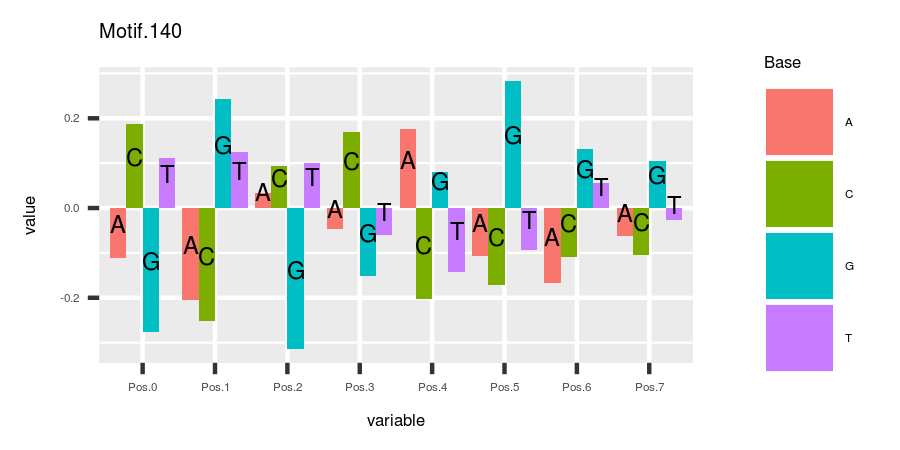 Motif.140
value
0.2
0.0
-0.2
A C G T A C G T A C G T A C G T A C G T A C G T A C G T A C G T
Pos.0 Pos.1 Pos.2 Pos.3 Pos.4 Pos.5 Pos.6 Pos.7
variable
Base
A
C
G
T